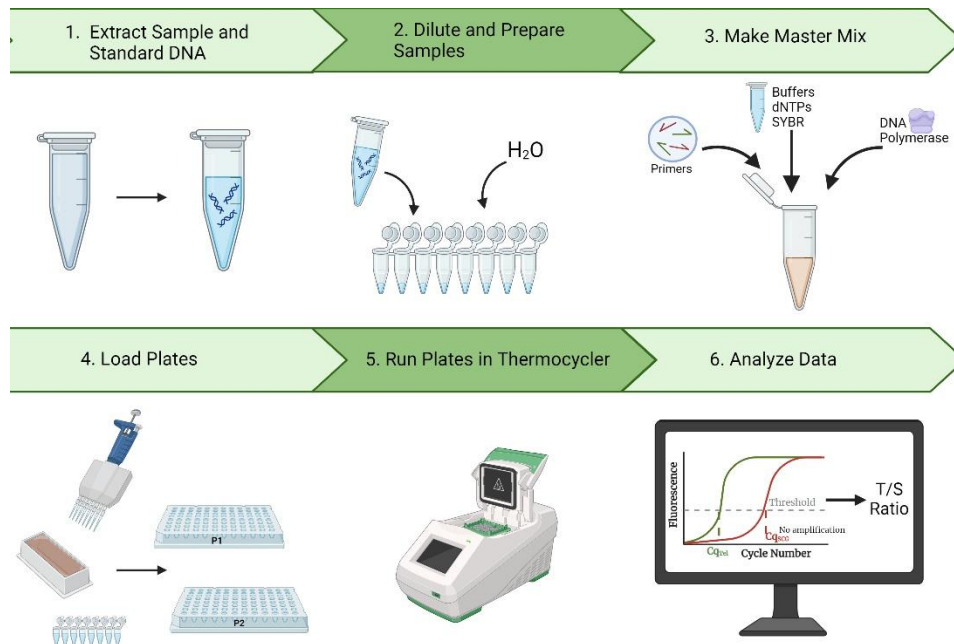 1. Extract Sample and
Standard DNA
2. Dilute and Prepare
Samples
3. Make Master Mix
H₂O
Primers
Buffers
dNTPs
SYBR
DNA
Polymerase
4. Load Plates
5. Run Plates in Thermocycler
6. Analyze Data
P1
P2
Fluorescence
Threshold
No amplification
CqTel
CqSCG
Cycle Number
T/S
Ratio